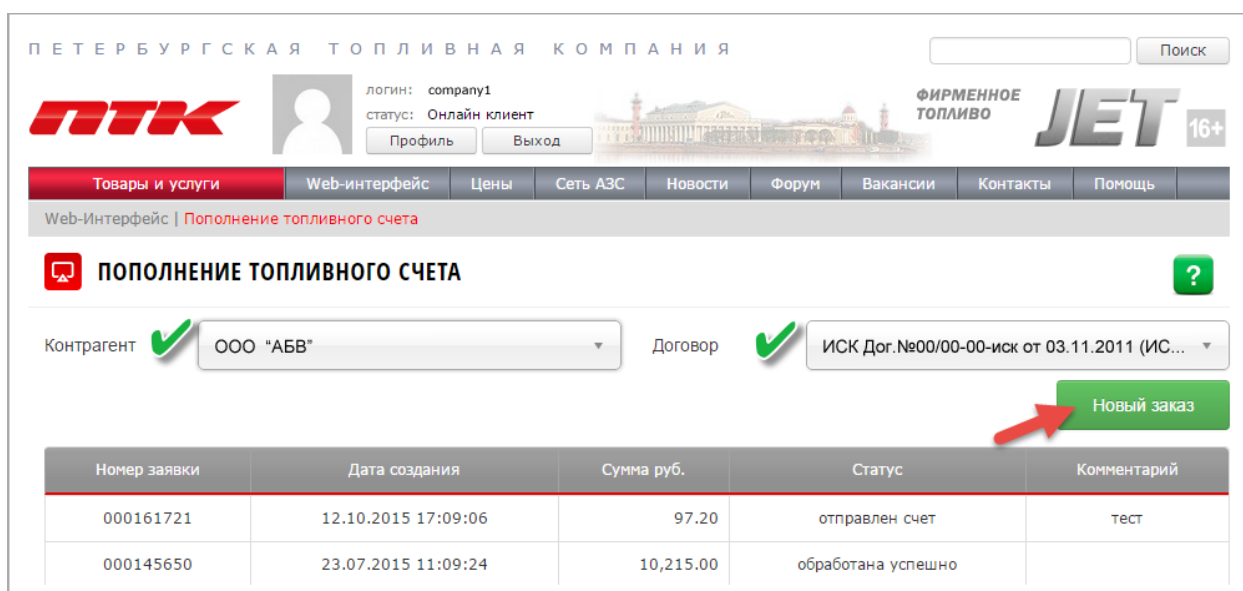 ПЕТЕРБУРГСКАЯ ТОПЛИВНАЯ КОМПАНИЯ
Поиск
ПТК
логин: company1
статус: Онлайн клиент
Профиль Выход
ФИРМЕННОЕ
ТОПЛИВО
JET
16+
Товары и услуги Web-интерфейс Цены Сеть АЗС Новости Форум Вакансии Контакты Помощь
Web-Интерфейс | Пополнение топливного счета
ПОПОЛНЕНИЕ ТОПЛИВНОГО СЧЕТА
?
Контрагент ООО "АБВ" Договор ИСК Дог.№00/00-00-иск от 03.11.2011 (ИС...
Новый заказ
Номер заявки Дата создания Сумма руб. Статус Комментарий
000161721 12.10.2015 17:09:06 97.20 отправлен счет тест
000145650 23.07.2015 11:09:24 10,215.00 обработана успешно